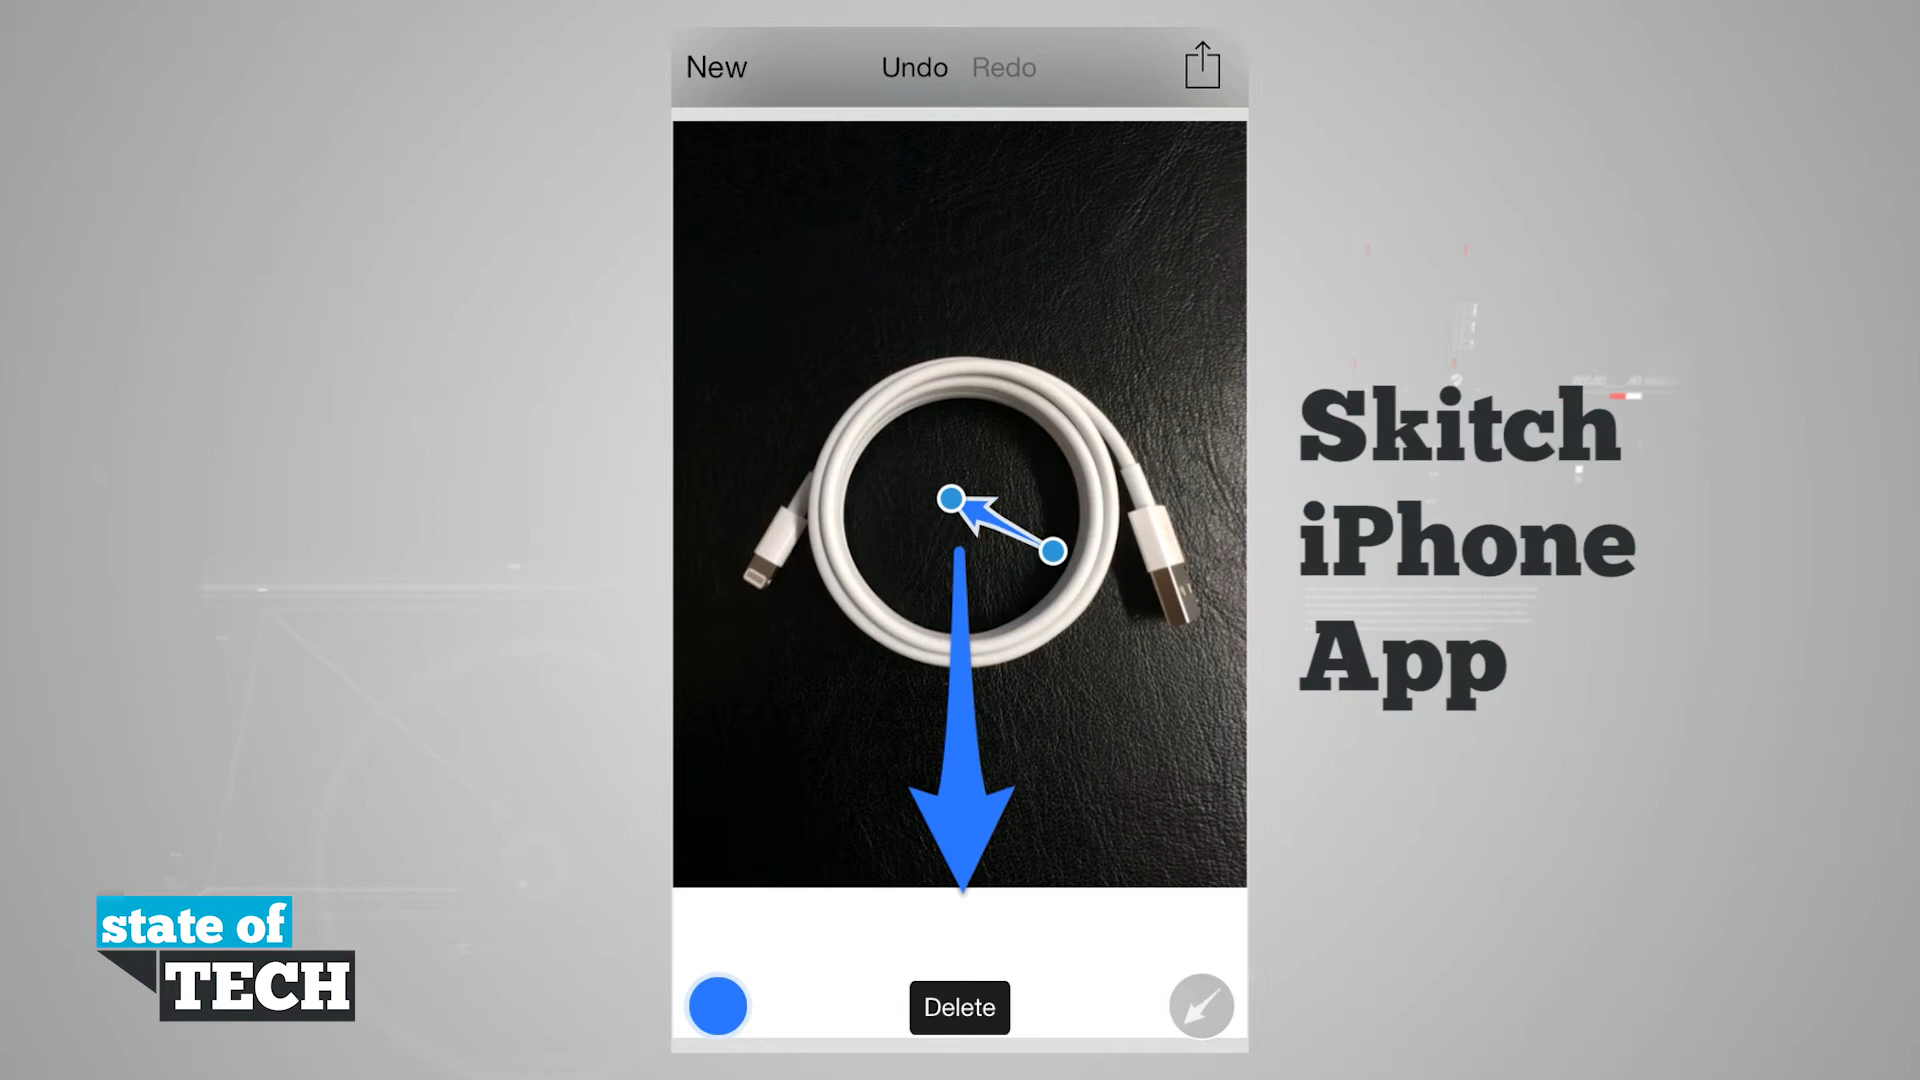 New Undo Redo
Skitch
iPhone
App
state of
TECH
Delete